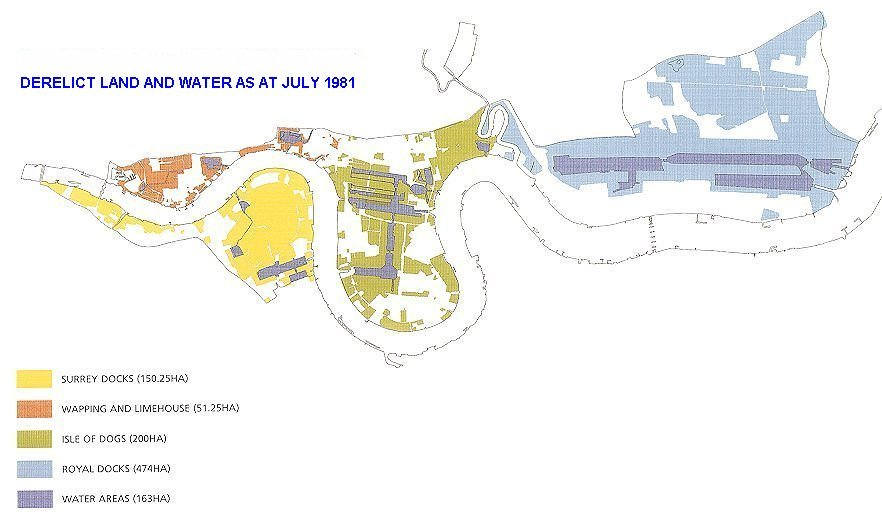 DERELICT LAND AND WATER AS AT JULY 1981
SURREY DOCKS (150.25HA)
WAPPING AND LIMEHOUSE (51.25HA)
ISLE OF DOGS (200HA)
ROYAL DOCKS (474HA)
WATER AREAS (163HA)